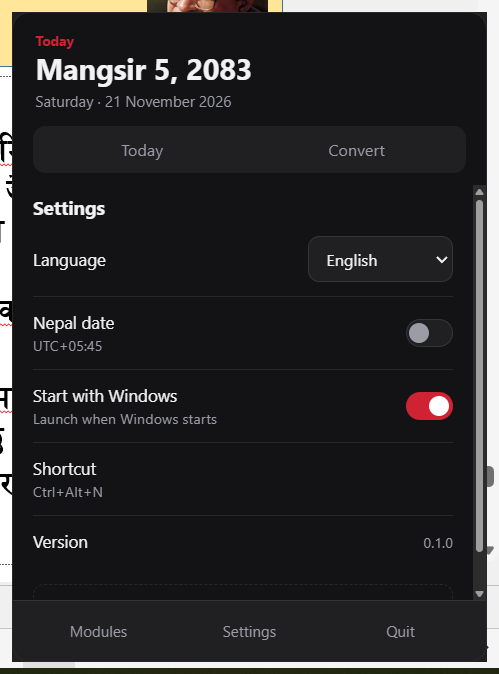 Today
Mangsir 5, 2083
Saturday · 21 November 2026
Today Convert
Settings
Language English
Nepal date
UTC+05:45
Start with Windows
Launch when Windows starts
Shortcut
Ctrl+Alt+N
Version 0.1.0
Modules Settings Quit